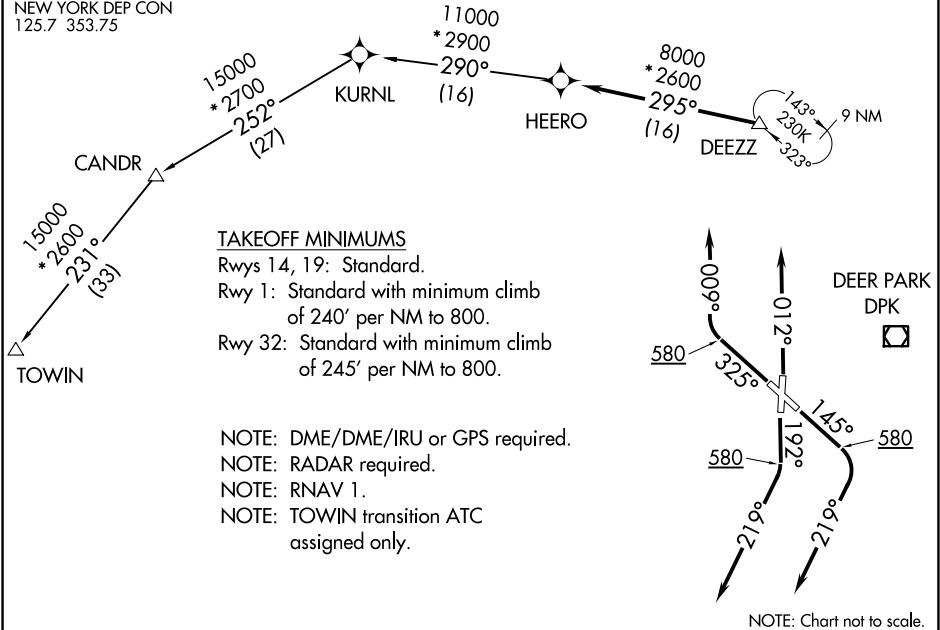 NEW YORK DEP CON
125.7 353.75
11000
*2900
290°
(16)
KURNL
15000
*2700
252°
(27)
8000
*2600
295°
(16)
HEERO
DEEZZ
143°
230K
323°
9 NM
CANDR
15000
*2600
231°
(33)
TOWIN
TAKEOFF MINIMUMS
Rwys 14, 19: Standard.
Rwy 1: Standard with minimum climb
of 240' per NM to 800.
Rwy 32: Standard with minimum climb
of 245' per NM to 800.
NOTE: DME/DME/IRU or GPS required.
NOTE: RADAR required.
NOTE: RNAV 1.
NOTE: TOWIN transition ATC
assigned only.
009°
012°
DEER PARK
DPK
580
325°
145°
192°
580
580
219°
219°
NOTE: Chart not to scale.